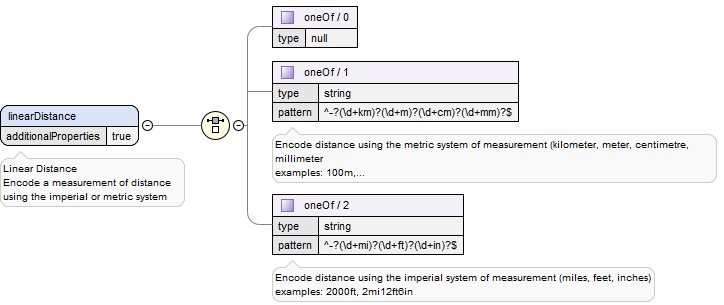 oneOf / 0
type null
oneOf / 1
type string
pattern ^-?(\d+km)?(\d+m)?(\d+cm)?(\d+mm)?$
Encode distance using the metric system of measurement (kilometer, meter, centimetre,
millimeter
examples: 100m,...
linearDistance
additionalProperties true
Linear Distance
Encode a measurement of distance
using the imperial or metric system
oneOf / 2
type string
pattern ^-?(\d+mi)?(\d+ft)?(\d+in)?$
Encode distance using the imperial system of measurement (miles, feet, inches)
examples: 2000ft, 2mi12ft6in